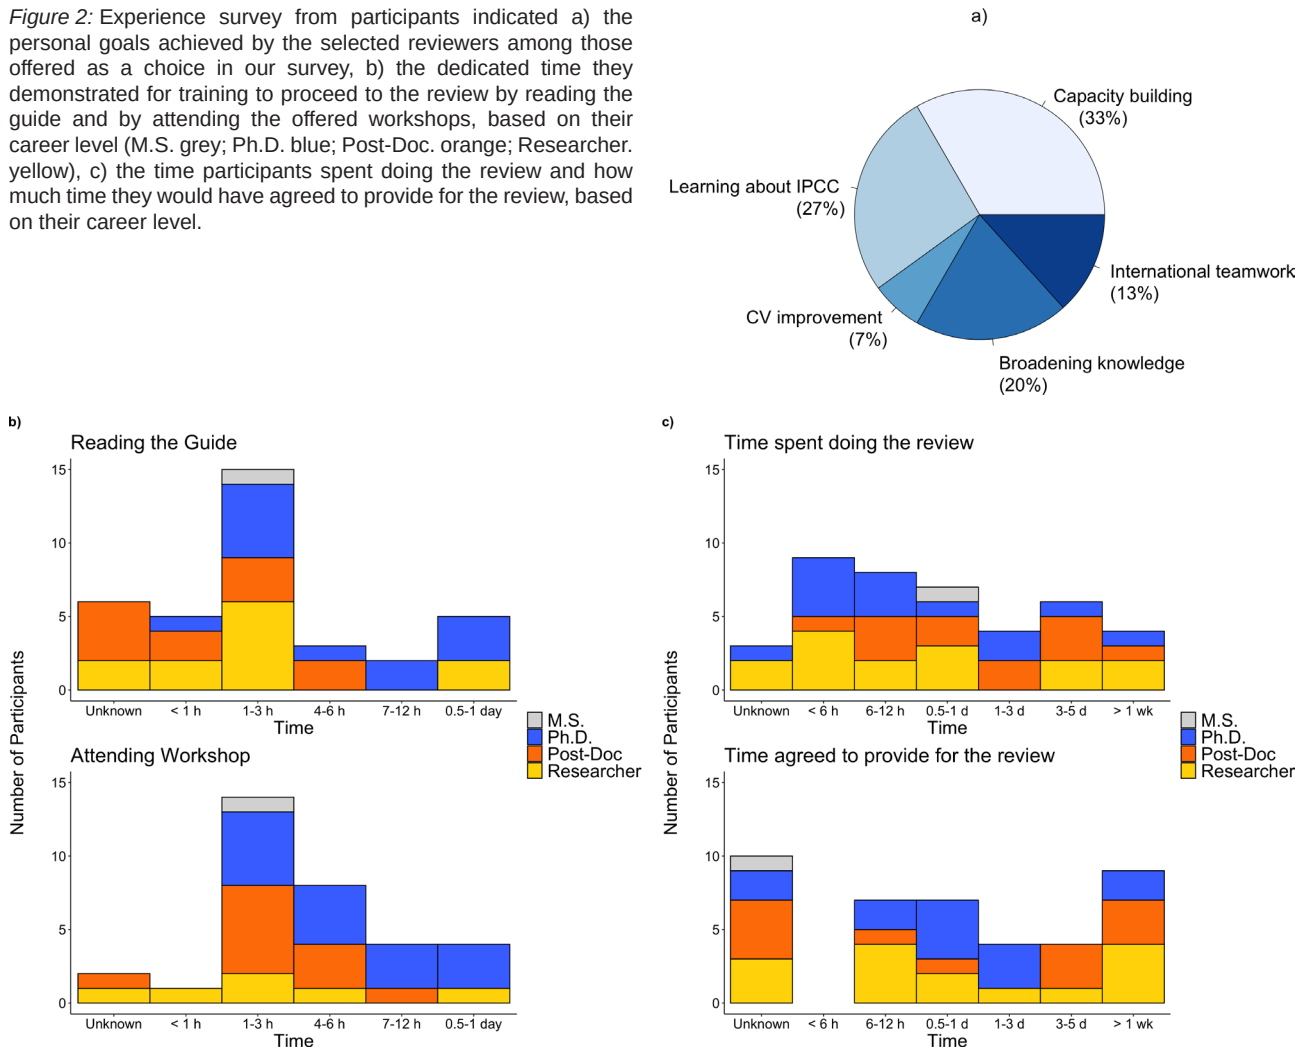 Figure 2: Experience survey from participants indicated a) the
personal goals achieved by the selected reviewers among those
offered as a choice in our survey, b) the dedicated time they
demonstrated for training to proceed to the review by reading the
guide and by attending the offered workshops, based on their
career level (M.S. grey; Ph.D. blue; Post-Doc. orange; Researcher.
yellow), c) the time participants spent doing the review and how
much time they would have agreed to provide for the review, based
on their career level.
a)
Capacity building
(33%)
Learning about IPCC
(27%)
International teamwork
(13%)
CV improvement
(7%)
Broadening knowledge
(20%)
b)
Reading the Guide
15
10
5
0
Unknown
< 1 h
1-3 h
4-6 h
7-12 h
0.5-1 day
Time
Number of Participants
M.S.
Ph.D.
Post-Doc
Researcher
Attending Workshop
15
10
5
0
Unknown
< 1 h
1-3 h
4-6 h
7-12 h
0.5-1 day
Time
c)
Time spent doing the review
15
10
5
0
Unknown
< 6 h
6-12 h
0.5-1 d
1-3 d
3-5 d
> 1 wk
Time
Number of Participants
M.S.
Ph.D.
Post-Doc
Researcher
Time agreed to provide for the review
15
10
5
0
Unknown
< 6 h
6-12 h
0.5-1 d
1-3 d
3-5 d
> 1 wk
Time